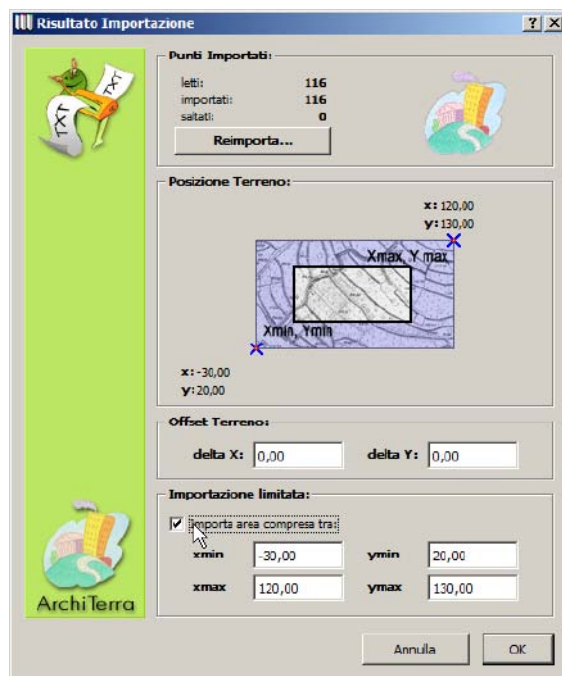 Risultato Importazione
Punti Importati:
letti: 116
importati: 116
saltati: 0
Reimporta...
TXT
TXT
Posizione Terreno:
x: 120,00
y: 130,00
Xmax, Y max
Xmin, Ymin
x: -30,00
y: 20,00
Offset Terreno:
delta X: 0,00 delta Y: 0,00
Importazione limitata:
importa area compresa tra:
xmin -30,00 ymin 20,00
xmax 120,00 ymax 130,00
ArchiTerra
Annulla OK